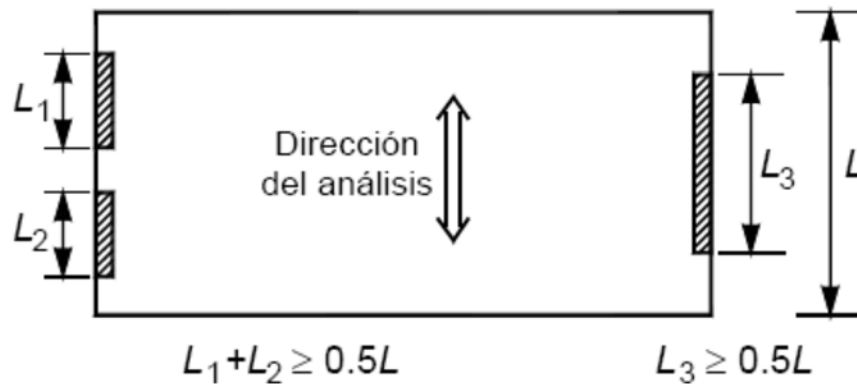 L₁
L₂
Dirección
del análisis
L₃
L
L₁+L₂ ≥ 0.5L
L₃ ≥ 0.5L